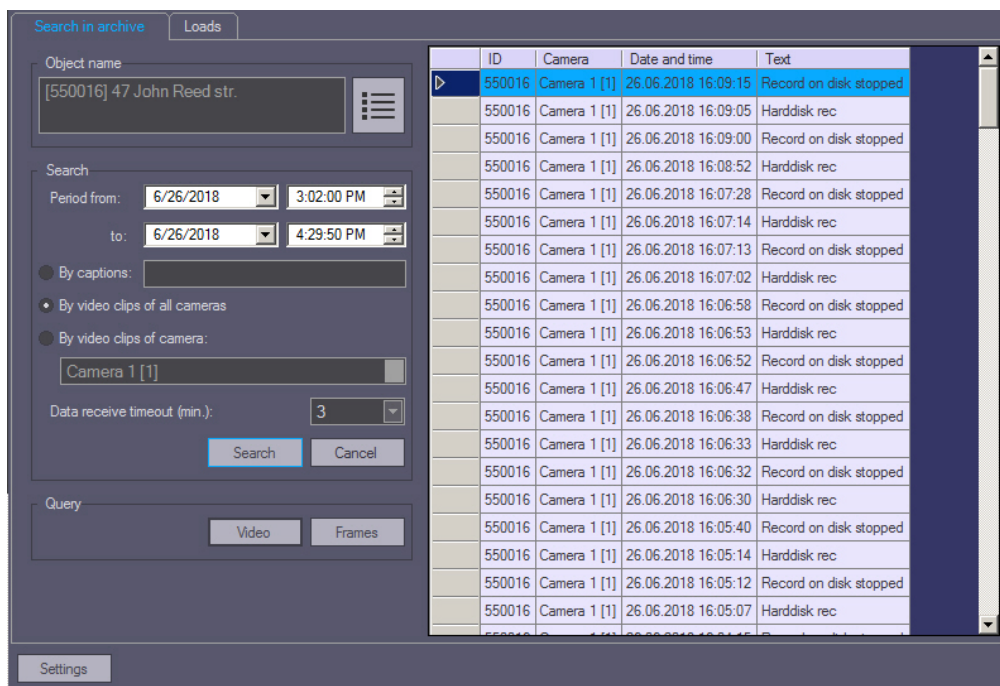 Search in archive
Loads
Object name
[550016] 47 John Reed str.
Search
Period from: 6/26/2018 3:02:00 PM
to: 6/26/2018 4:29:50 PM
By captions:
By video clips of all cameras
By video clips of camera:
Camera 1 [1]
Data receive timeout (min.): 3
Search Cancel
Query
Video Frames
ID Camera Date and time Text
550016 Camera 1 [1] 26.06.2018 16:09:15 Record on disk stopped
550016 Camera 1 [1] 26.06.2018 16:09:05 Harddisk rec
550016 Camera 1 [1] 26.06.2018 16:09:00 Record on disk stopped
550016 Camera 1 [1] 26.06.2018 16:08:52 Harddisk rec
550016 Camera 1 [1] 26.06.2018 16:07:28 Record on disk stopped
550016 Camera 1 [1] 26.06.2018 16:07:14 Harddisk rec
550016 Camera 1 [1] 26.06.2018 16:07:13 Record on disk stopped
550016 Camera 1 [1] 26.06.2018 16:07:02 Harddisk rec
550016 Camera 1 [1] 26.06.2018 16:06:58 Record on disk stopped
550016 Camera 1 [1] 26.06.2018 16:06:53 Harddisk rec
550016 Camera 1 [1] 26.06.2018 16:06:52 Record on disk stopped
550016 Camera 1 [1] 26.06.2018 16:06:47 Harddisk rec
550016 Camera 1 [1] 26.06.2018 16:06:38 Record on disk stopped
550016 Camera 1 [1] 26.06.2018 16:06:33 Harddisk rec
550016 Camera 1 [1] 26.06.2018 16:06:32 Record on disk stopped
550016 Camera 1 [1] 26.06.2018 16:06:30 Harddisk rec
550016 Camera 1 [1] 26.06.2018 16:05:40 Record on disk stopped
550016 Camera 1 [1] 26.06.2018 16:05:14 Harddisk rec
550016 Camera 1 [1] 26.06.2018 16:05:12 Record on disk stopped
550016 Camera 1 [1] 26.06.2018 16:05:07 Harddisk rec
Settings